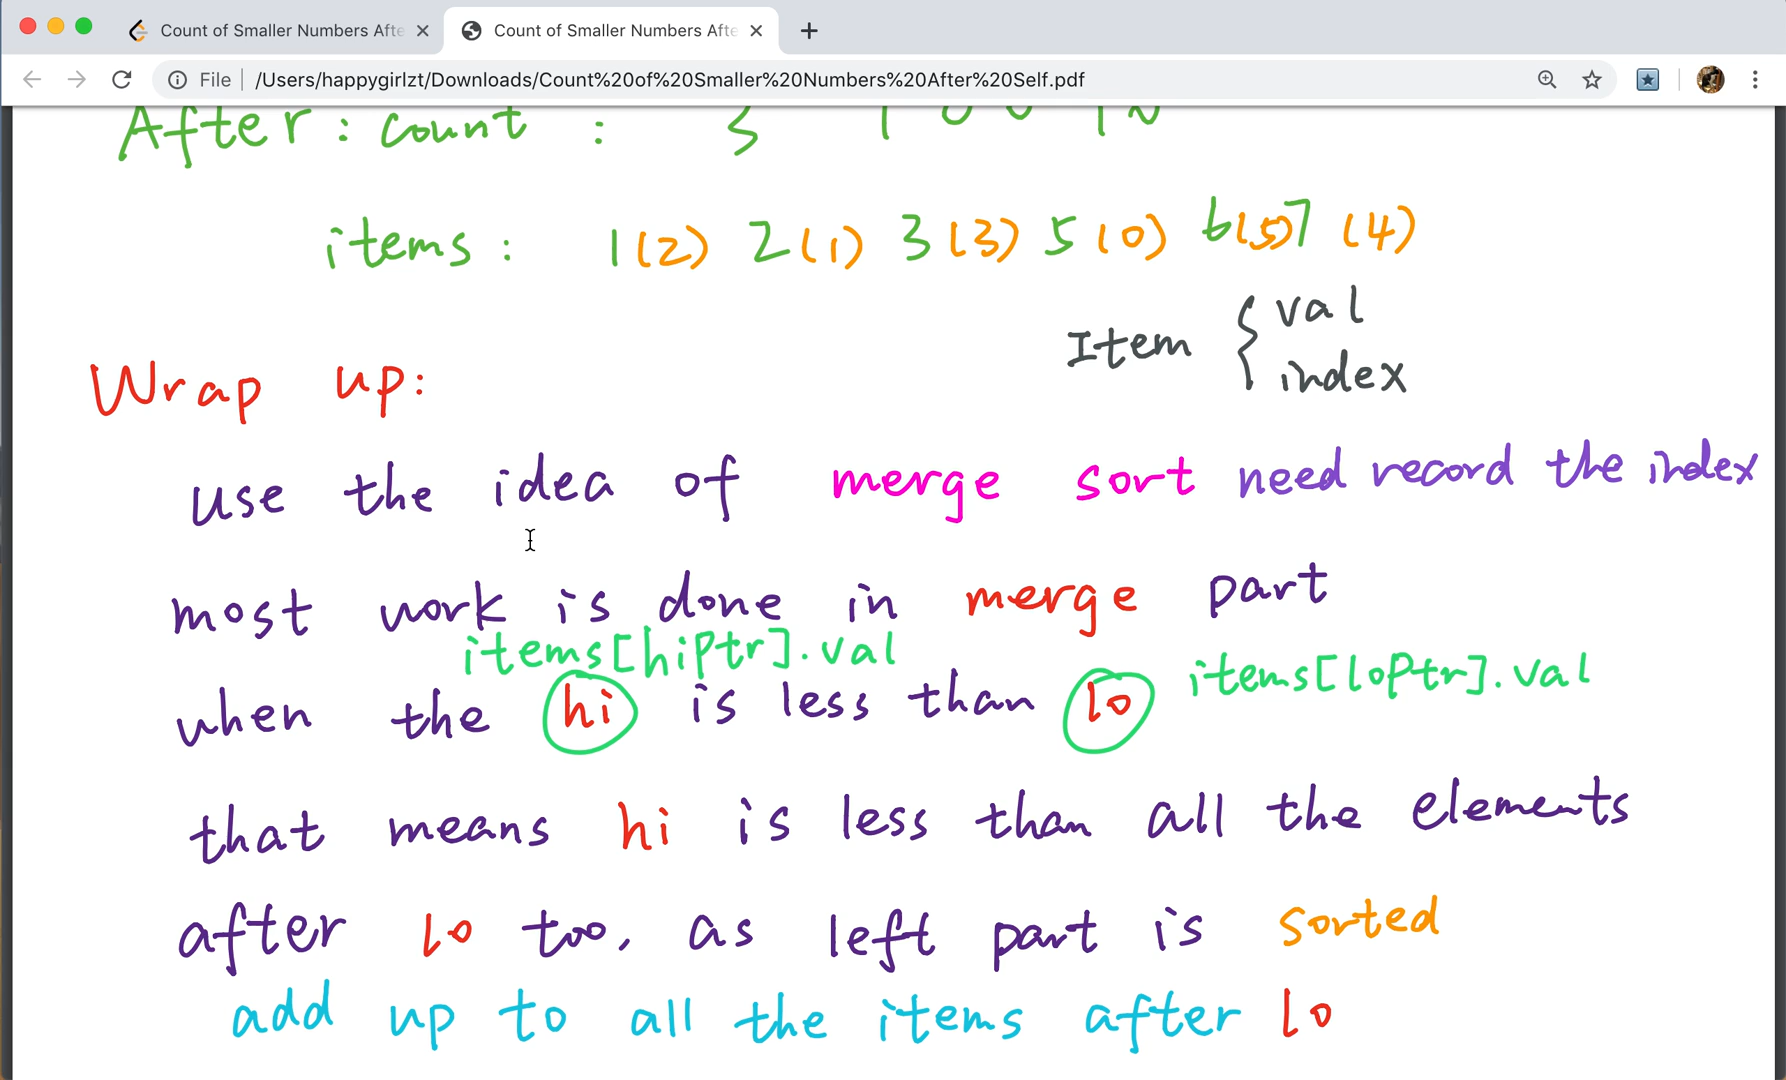 Count of Smaller Numbers Afte
Count of Smaller Numbers Afte
File /Users/happygirlzt/Downloads/Count%20of%20Smaller%20Numbers%20After%20Self.pdf
After: count : 3 1 0 0 1
items: 1(2) 2(1) 3(3) 5(0) 6(5)7 (4)
Item { val
index
Wrap up:
use the idea of merge sort need record the index
most work is done in merge part
items[hiPtr].val
items[loPtr].val
when the hi is less than lo
that means hi is less than all the elements
after lo too, as left part is sorted
add up to all the items after lo